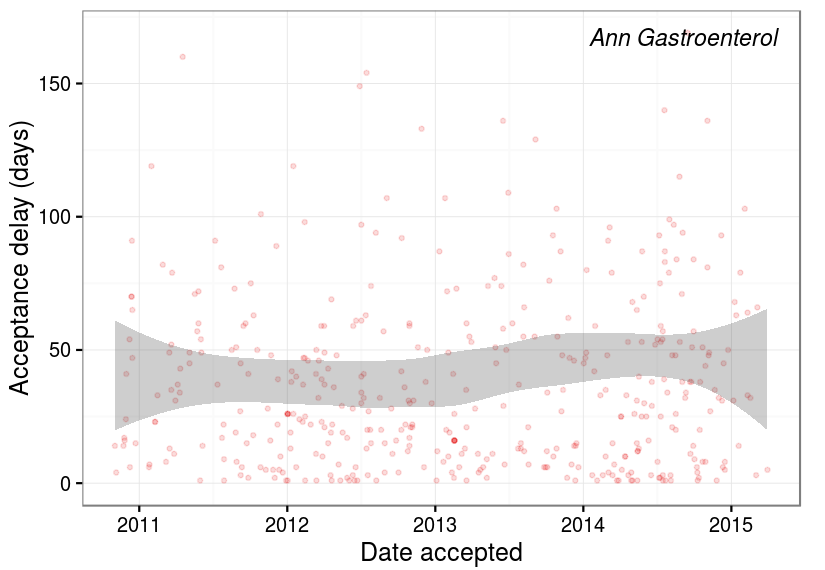 Ann Gastroenterol
Acceptance delay (days)
150
100
50
0
2011 2012 2013 2014 2015
Date accepted